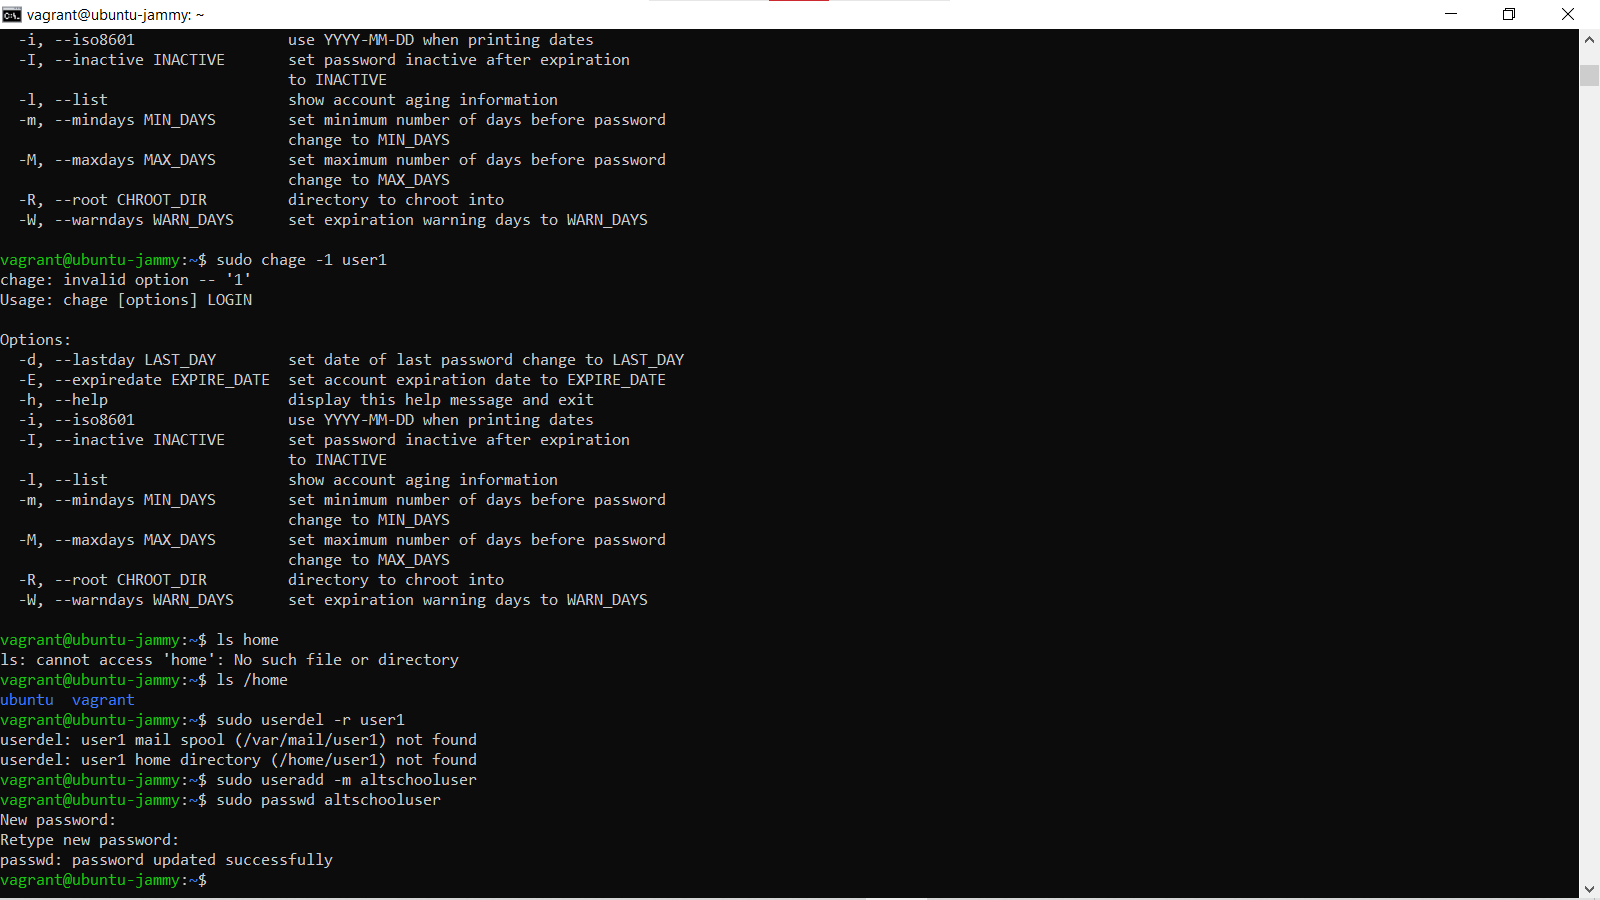 vagrant@ubuntu-jammy: ~
  -i, --iso8601                 use YYYY-MM-DD when printing dates
  -I, --inactive INACTIVE       set password inactive after expiration
                                to INACTIVE
  -l, --list                    show account aging information
  -m, --mindays MIN_DAYS        set minimum number of days before password
                                change to MIN_DAYS
  -M, --maxdays MAX_DAYS        set maximum number of days before password
                                change to MAX_DAYS
  -R, --root CHROOT_DIR         directory to chroot into
  -W, --warndays WARN_DAYS      set expiration warning days to WARN_DAYS

vagrant@ubuntu-jammy:~$ sudo chage -1 user1
chage: invalid option -- '1'
Usage: chage [options] LOGIN

Options:
  -d, --lastday LAST_DAY        set date of last password change to LAST_DAY
  -E, --expiredate EXPIRE_DATE  set account expiration date to EXPIRE_DATE
  -h, --help                    display this help message and exit
  -i, --iso8601                 use YYYY-MM-DD when printing dates
  -I, --inactive INACTIVE       set password inactive after expiration
                                to INACTIVE
  -l, --list                    show account aging information
  -m, --mindays MIN_DAYS        set minimum number of days before password
                                change to MIN_DAYS
  -M, --maxdays MAX_DAYS        set maximum number of days before password
                                change to MAX_DAYS
  -R, --root CHROOT_DIR         directory to chroot into
  -W, --warndays WARN_DAYS      set expiration warning days to WARN_DAYS

vagrant@ubuntu-jammy:~$ ls home
ls: cannot access 'home': No such file or directory
vagrant@ubuntu-jammy:~$ ls /home
ubuntu  vagrant
vagrant@ubuntu-jammy:~$ sudo userdel -r user1
userdel: user1 mail spool (/var/mail/user1) not found
userdel: user1 home directory (/home/user1) not found
vagrant@ubuntu-jammy:~$ sudo useradd -m altschooluser
vagrant@ubuntu-jammy:~$ sudo passwd altschooluser
New password:
Retype new password:
passwd: password updated successfully
vagrant@ubuntu-jammy:~$